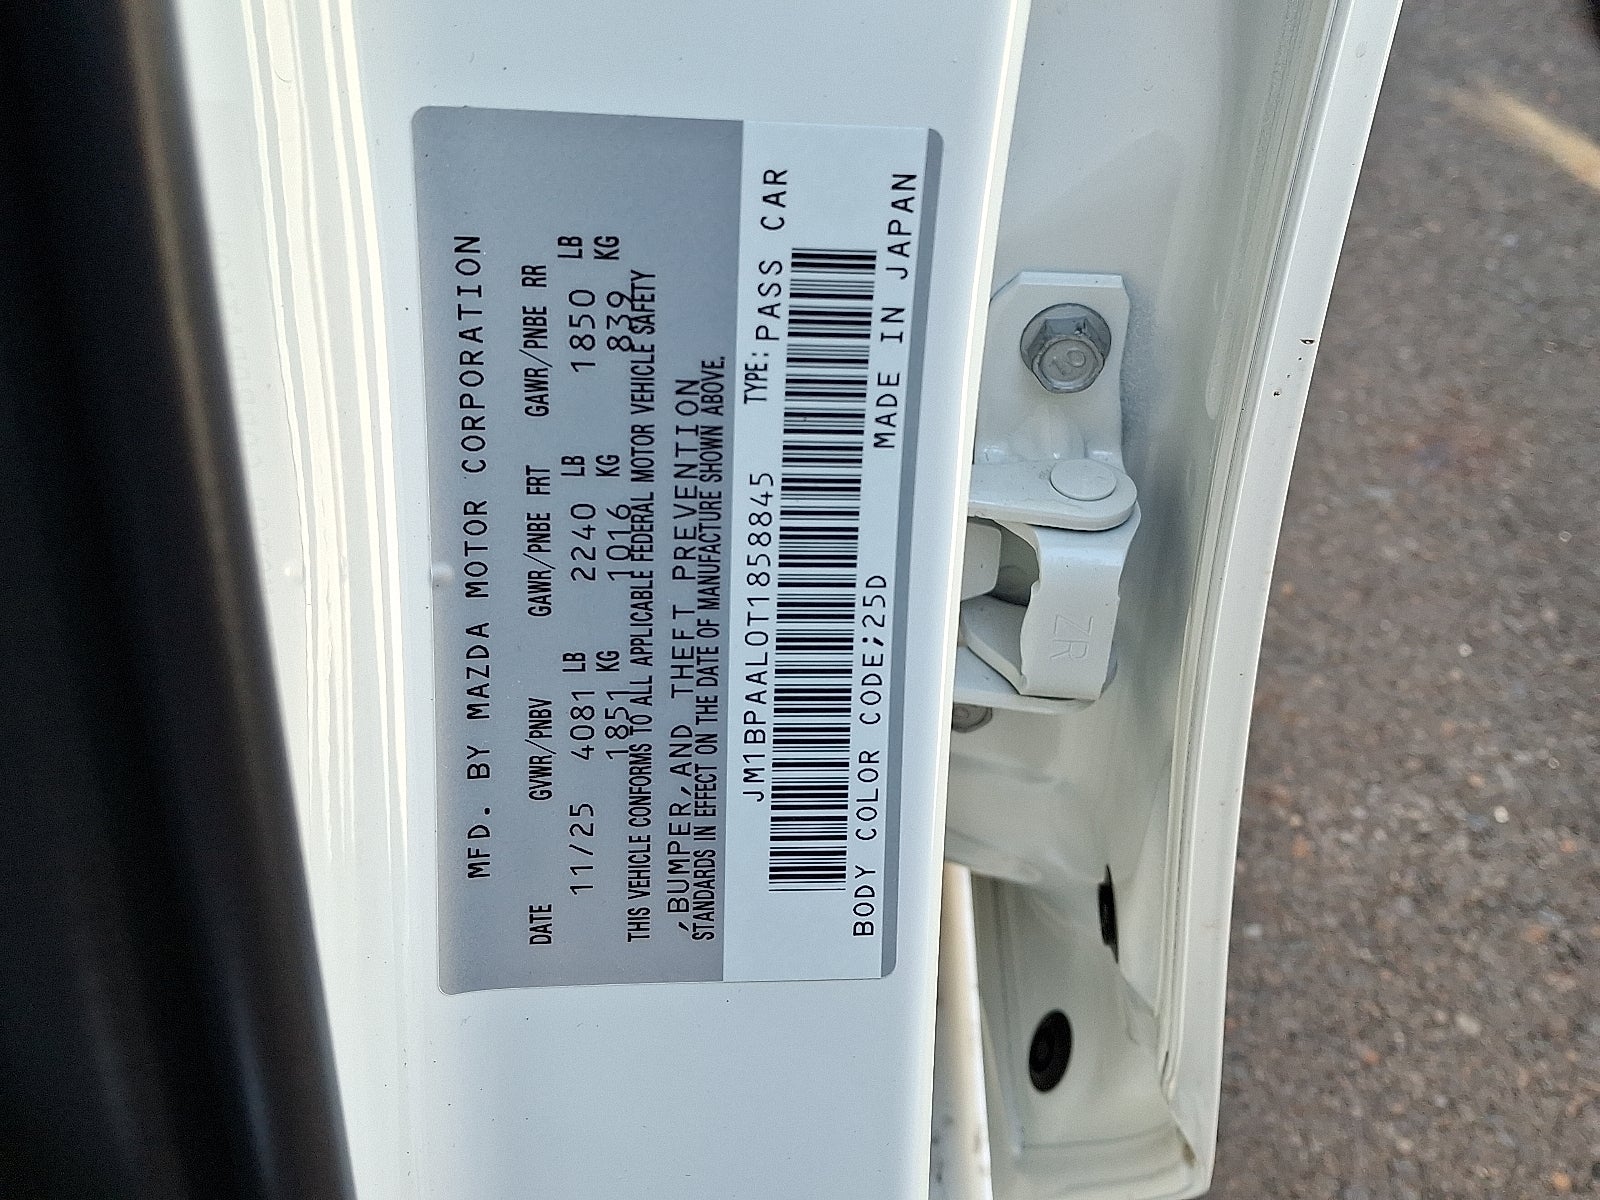 MFD. BY MAZDA MOTOR CORPORATION
DATE GVWR/PNBV GAWR/PNBE FRT GAWR/PNBE RR
11/25 4081 LB 2240 LB 1850 LB
1851 KG 1016 KG 839 KG
THIS VEHICLE CONFORMS TO ALL APPLICABLE FEDERAL MOTOR VEHICLE SAFETY
,BUMPER,AND THEFT PREVENTION
STANDARDS IN EFFECT ON THE DATE OF MANUFACTURE SHOWN ABOVE.
JM1BPAAL0T1858845 TYPE:PASS CAR
BODY COLOR CODE;25D MADE IN JAPAN
ZR